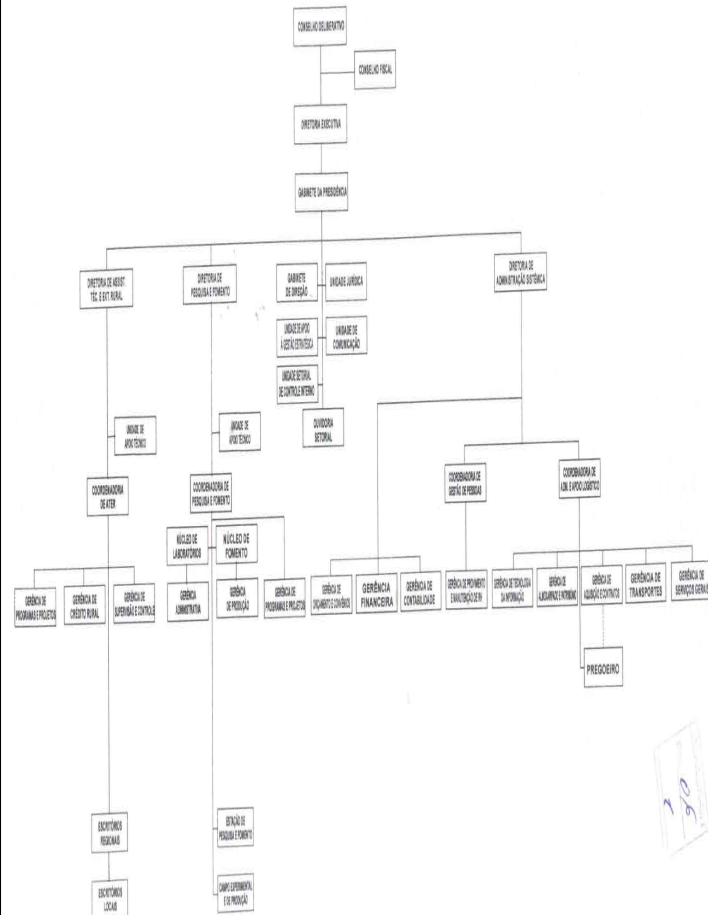 CONSELHO DELIBERATIVO
CONSELHO FISCAL
DIRETORIA EXECUTIVA
GABINETE DA PRESIDÊNCIA
DIRETORIA DE ASSIST.
TÉC. E EXT. RURAL
DIRETORIA DE
PESQUISA E FOMENTO
GABINETE
DE DIREÇÃO
UNIDADE JURÍDICA
DIRETORIA DE
ADMINISTRAÇÃO SISTÊMICA
UNIDADE DE APOIO
A GESTÃO ESTRATÉGICA
UNIDADE DE
COMUNICAÇÃO
UNIDADE SETORIAL
DE CONTROLE INTERNO
OUVIDORIA
SETORIAL
UNIDADE DE
APOIO TÉCNICO
UNIDADE DE
APOIO TÉCNICO
COORDENADORIA
DE ATER
COORDENADORIA DE
PESQUISA E FOMENTO
COORDENADORIA DE
GESTÃO DE PESSOAS
COORDENADORIA DE
ADM. E APOIO LOGÍSTICO
NÚCLEO DE
LABORATÓRIOS
NÚCLEO DE
FOMENTO
GERÊNCIA DE
PROGRAMAS E PROJETOS
GERÊNCIA DE
CRÉDITO RURAL
GERÊNCIA DE
SUPERVISÃO E CONTROLE
GERÊNCIA
ADMINISTRATIVA
GERÊNCIA
DE PRODUÇÃO
GERÊNCIA DE
PROGRAMAS E PROJETOS
GERÊNCIA DE
ORÇAMENTO E CONVÊNIOS
GERÊNCIA
FINANCEIRA
GERÊNCIA DE
CONTABILIDADE
GERÊNCIA DE PROVIMENTO
E MANUTENÇÃO DE RH
GERÊNCIA DE TECNOLOGIA
DA INFORMAÇÃO
GERÊNCIA DE
ALMOXARIFADO E PATRIMÔNIO
GERÊNCIA DE
AQUISIÇÃO E CONTRATOS
GERÊNCIA DE
TRANSPORTES
GERÊNCIA DE
SERVIÇOS GERAIS
PREGOEIRO
ESCRITÓRIOS
REGIONAIS
ESTAÇÃO DE
PESQUISA E FOMENTO
ESCRITÓRIOS
LOCAIS
CAMPO EXPERIMENTAL
E DE PRODUÇÃO